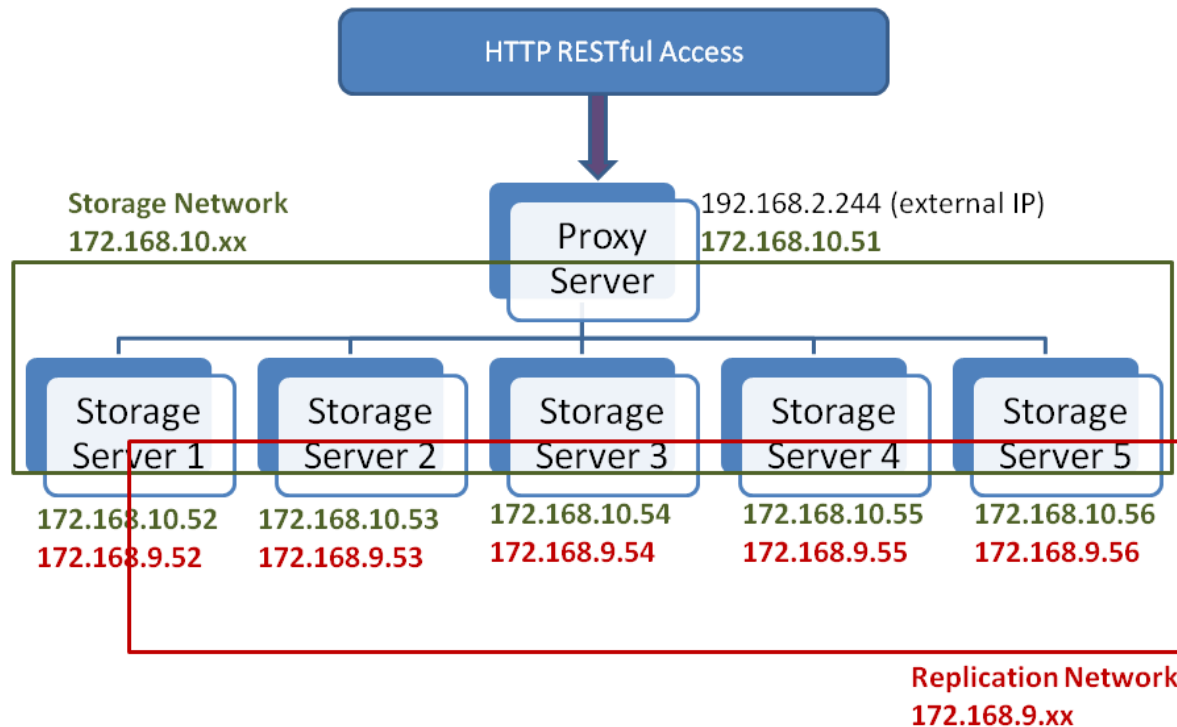 HTTP RESTful Access
Storage Network
172.168.10.xx
192.168.2.244 (external IP)
172.168.10.51
Proxy
Server
Storage
Server 1
Storage
Server 2
Storage
Server 3
Storage
Server 4
Storage
Server 5
172.168.10.52
172.168.9.52
172.168.10.53
172.168.9.53
172.168.10.54
172.168.9.54
172.168.10.55
172.168.9.55
172.168.10.56
172.168.9.56
Replication Network
172.168.9.xx